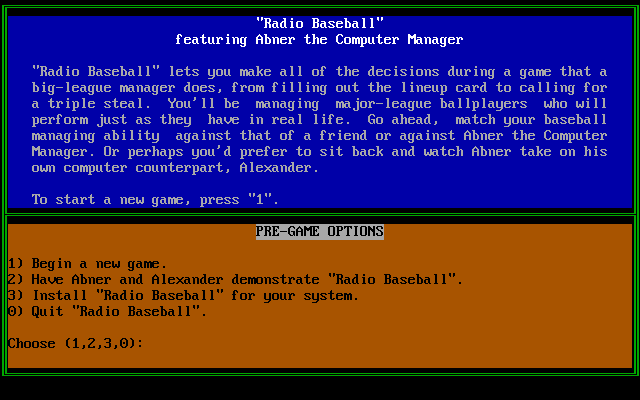 "Radio Baseball"
featuring Abner the Computer Manager
"Radio Baseball" lets you make all of the decisions during a game that a
big-league manager does, from filling out the lineup card to calling for
a triple steal.  You'll be  managing  major-league ballplayers  who will
perform just as they  have in real life.  Go ahead,  match your baseball
managing ability  against that of a friend or against Abner the Computer
Manager. Or perhaps you'd prefer to sit back and watch Abner take on his
own computer counterpart, Alexander.
To start a new game, press "1".
PRE-GAME OPTIONS
1) Begin a new game.
2) Have Abner and Alexander demonstrate "Radio Baseball".
3) Install "Radio Baseball" for your system.
0) Quit "Radio Baseball".
Choose (1,2,3,0):